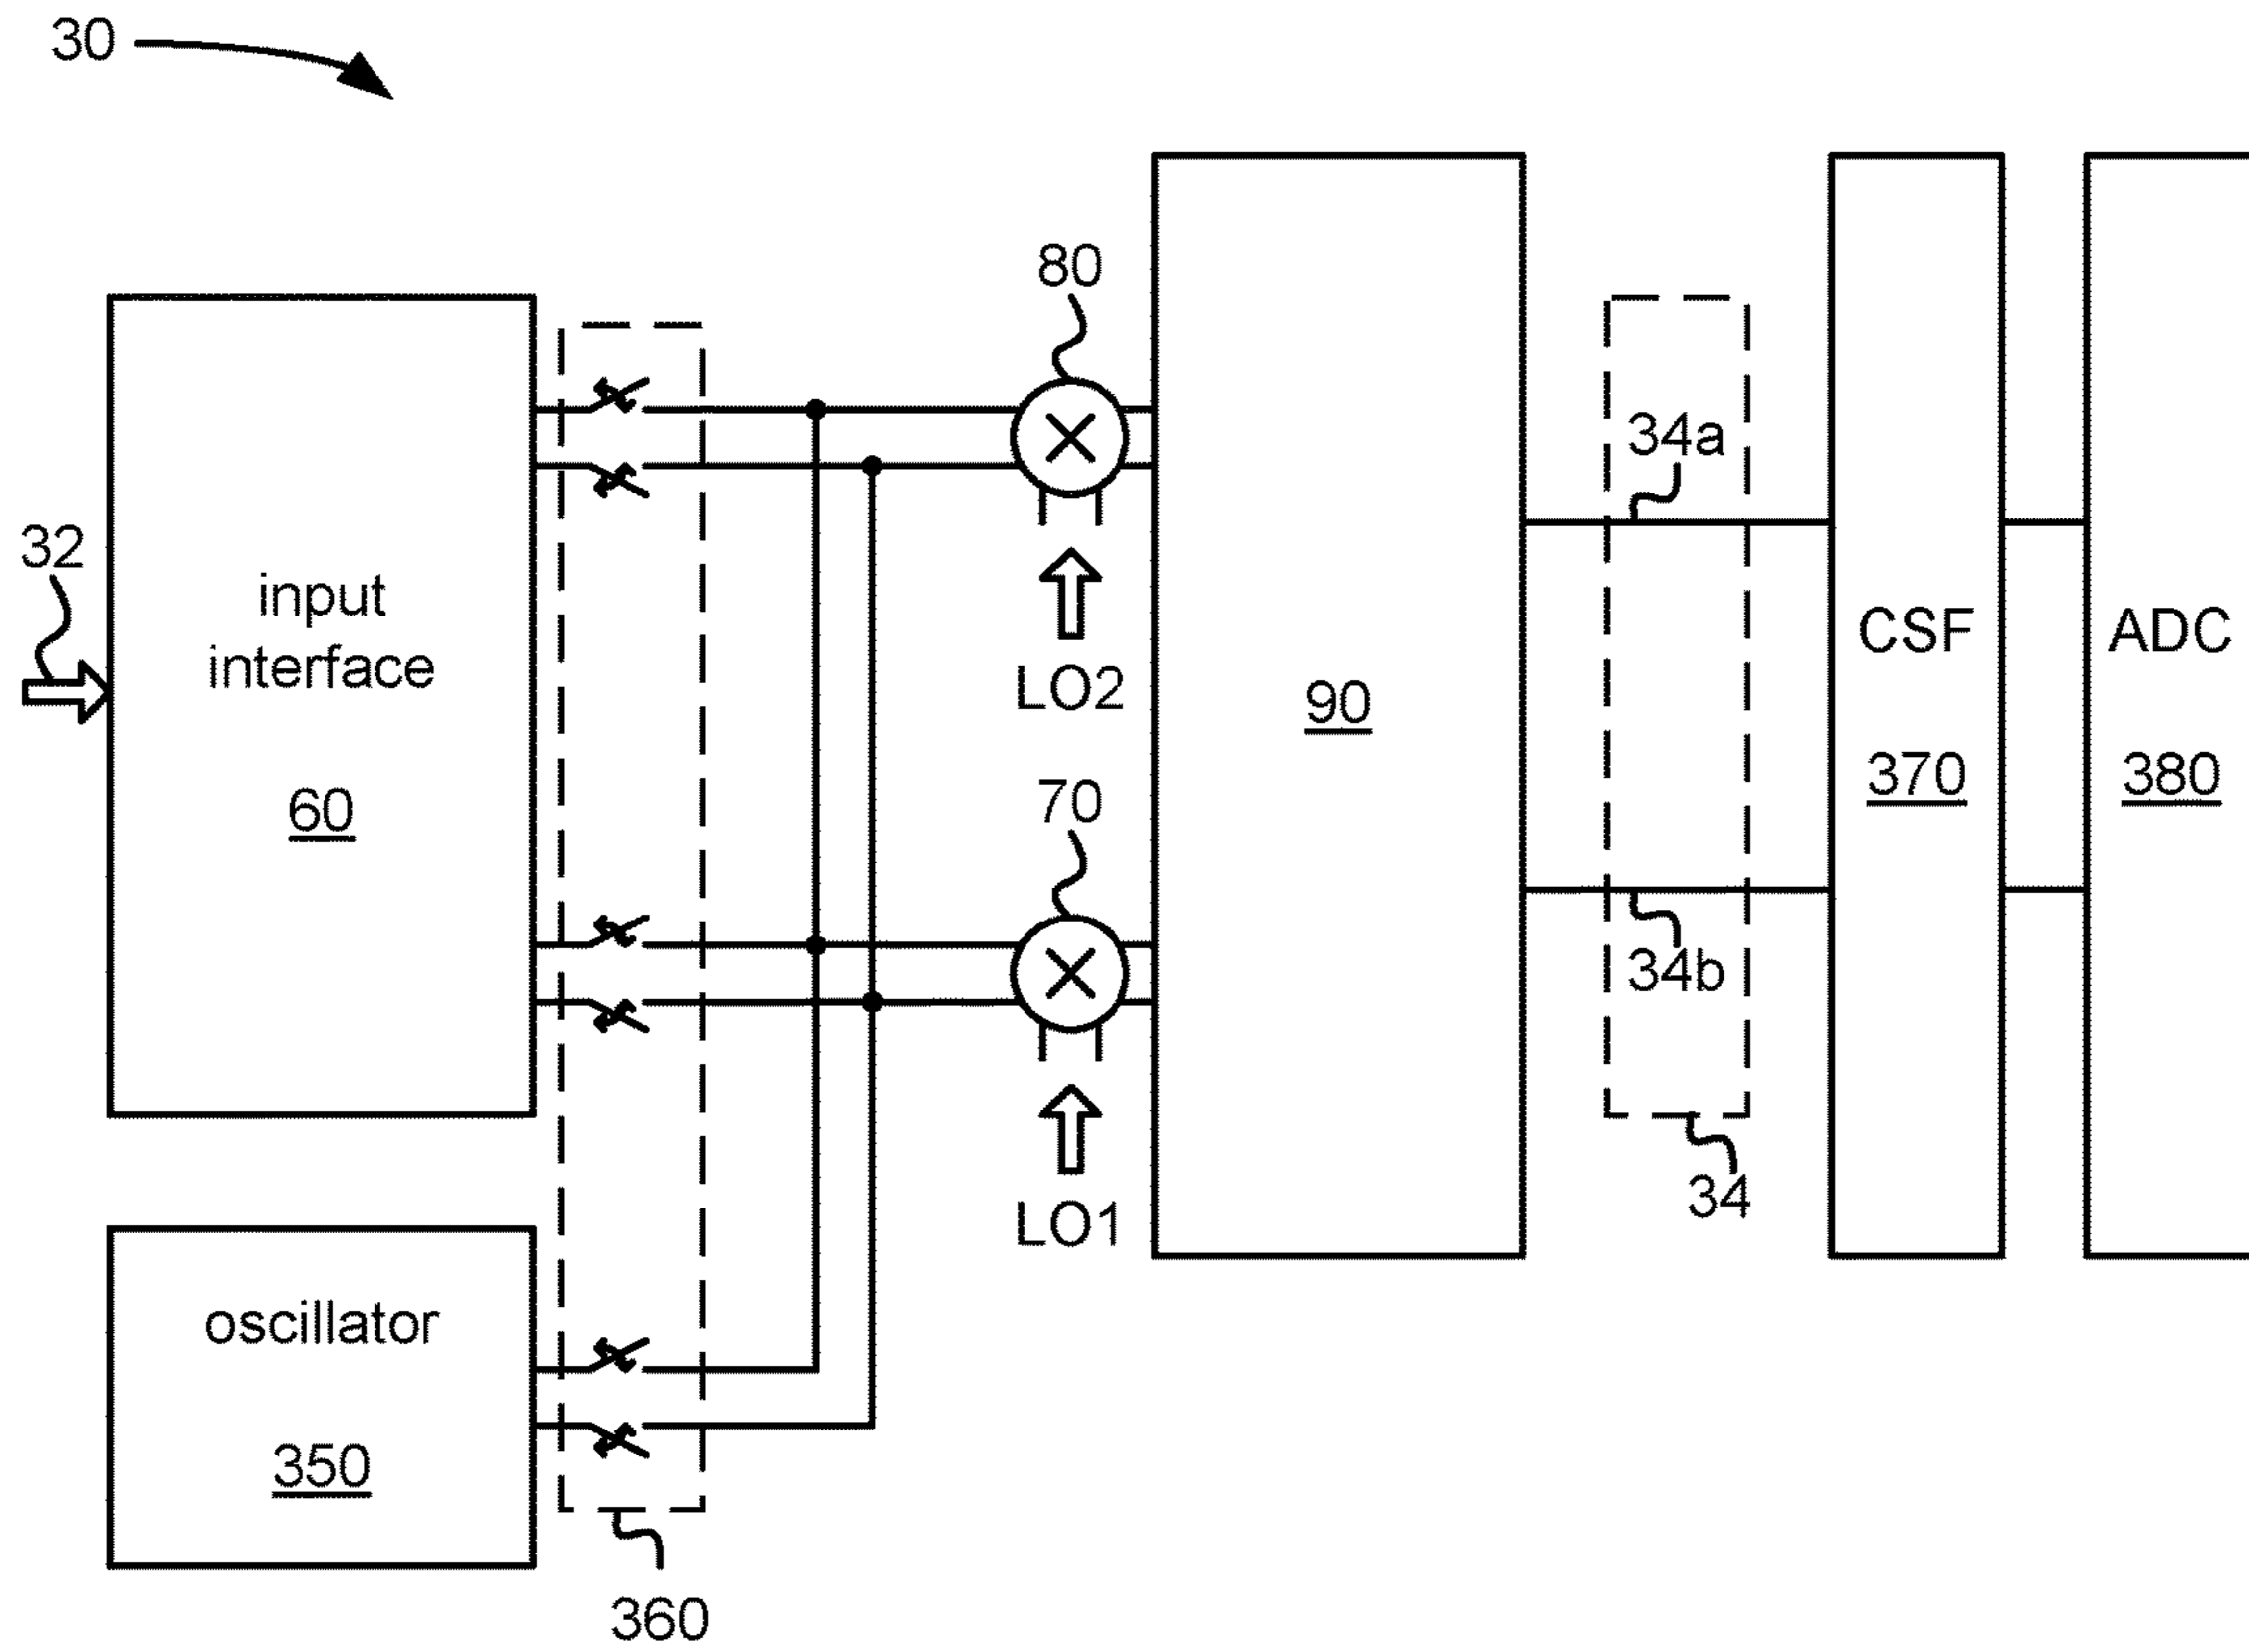 30
32
input
interface
60
80
LO2
70
LO1
90
34a
34b
34
CSF
370
ADC
380
oscillator
350
360